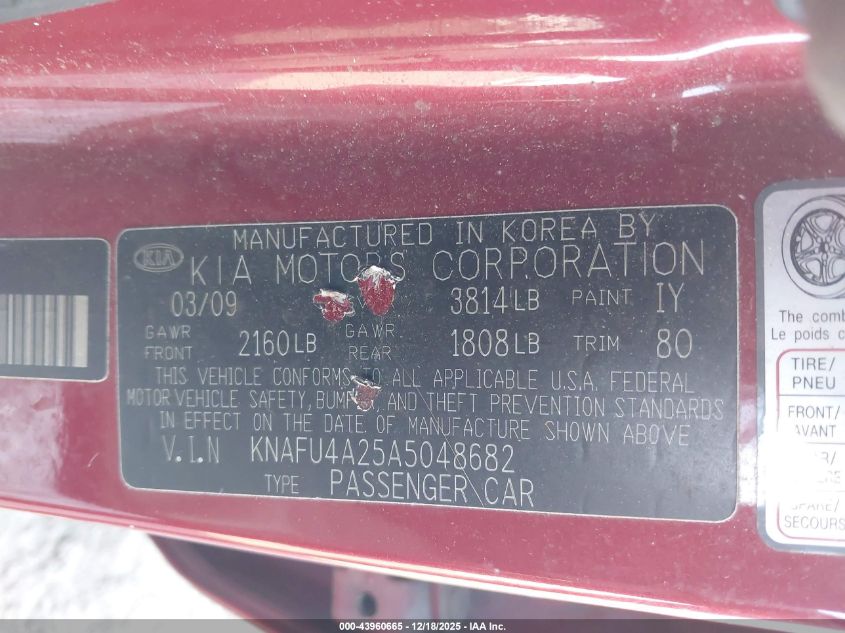 MANUFACTURED IN KOREA BY
KIA
KIA MOTORS CORPORATION
03/09 3814LB PAINT IY
GAWR FRONT 2160LB GAWR REAR 1808LB TRIM 80
THIS VEHICLE CONFORMS TO ALL APPLICABLE U.S.A. FEDERAL
MOTOR VEHICLE SAFETY, AND THEFT PREVENTION STANDARDS
IN EFFECT ON THE DATE OF MANUFACTURE SHOWN ABOVE
V.I.N KNAFU4A25A5048682
TYPE PASSENGER CAR
The comb
Le poids c
TIRE/
PNEU
FRONT/
AVANT
SECOURS
000-43960665 - 12/18/2025 - IAA Inc.